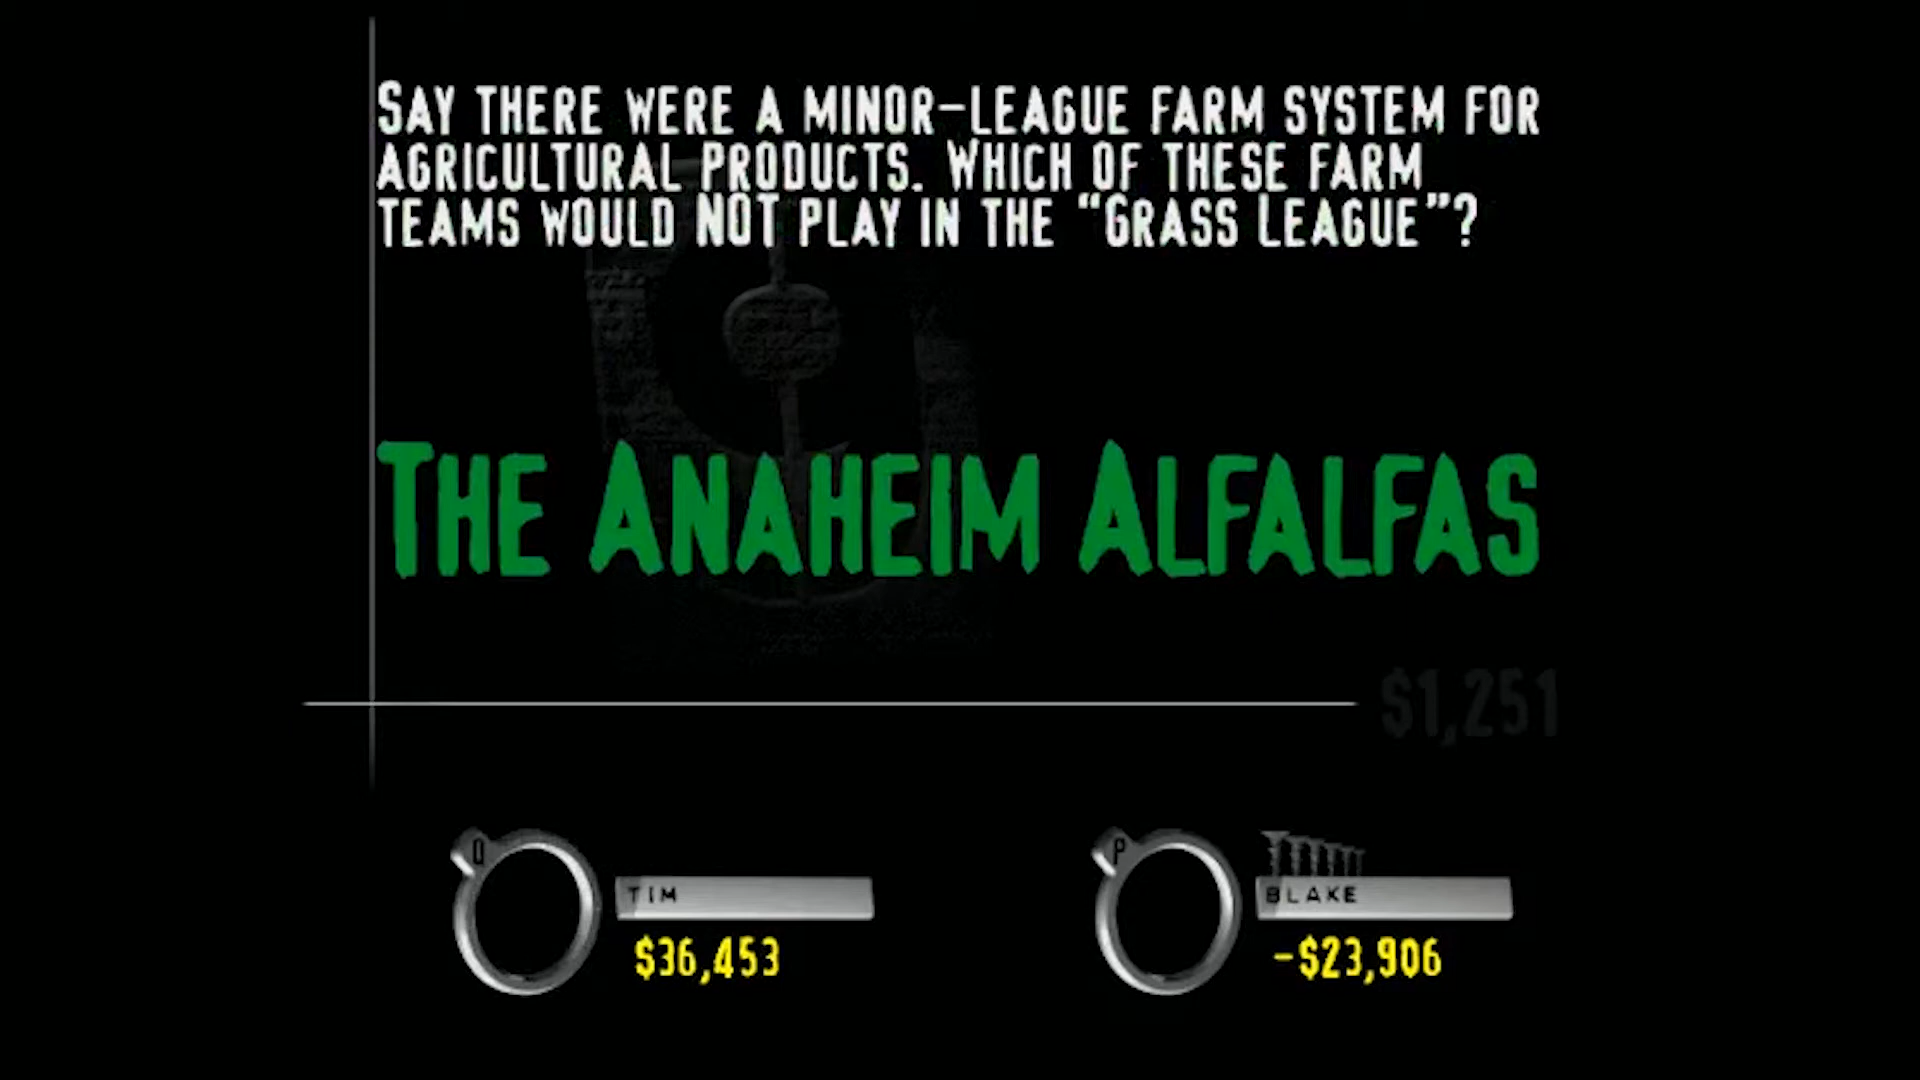 SAY THERE WERE A MINOR-LEAGUE FARM SYSTEM FOR
AGRICULTURAL PRODUCTS. WHICH OF THESE FARM
TEAMS WOULD NOT PLAY IN THE “GRASS LEAGUE”?
THE ANAHEIM ALFALFAS
$1,251
Q
TIM
$36,453
P
BLAKE
-$23,906